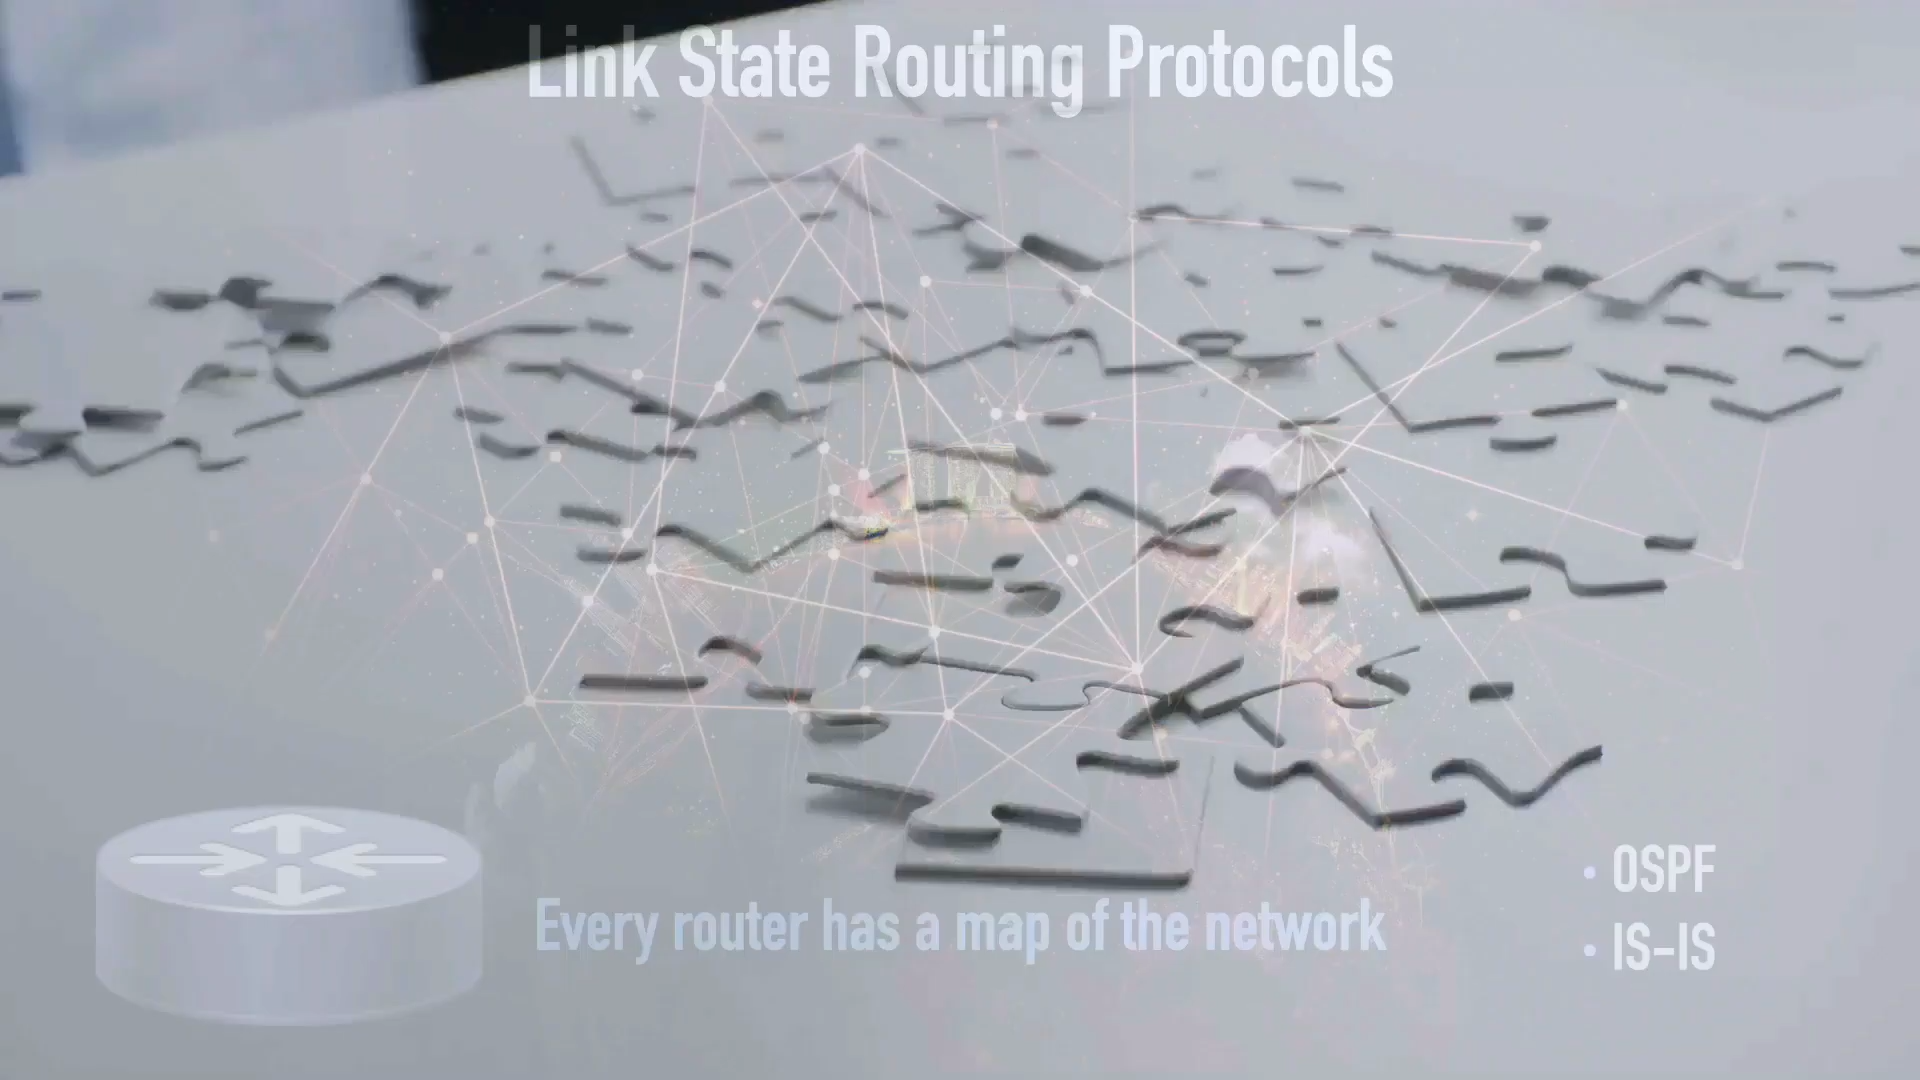 Link State Routing Protocols
Every router has a map of the network
• OSPF
• IS-IS